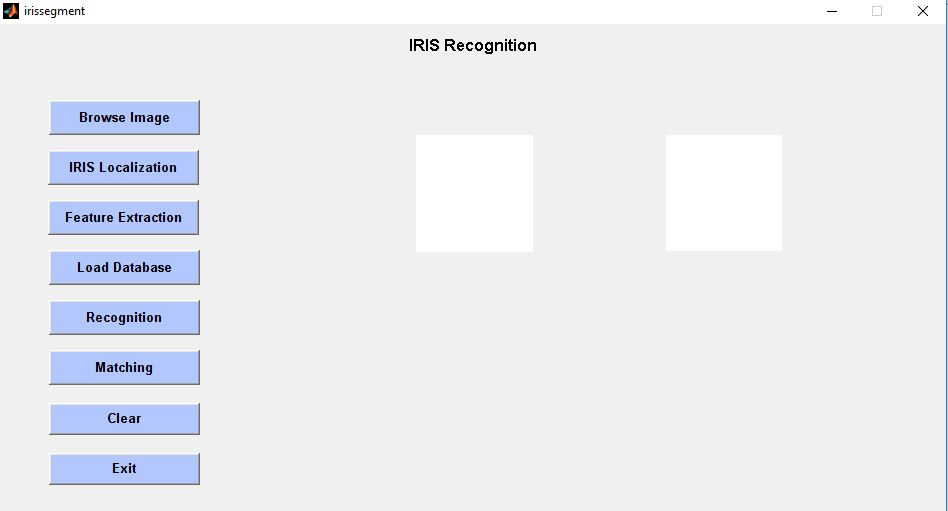 irissegment
IRIS Recognition
Browse Image
IRIS Localization
Feature Extraction
Load Database
Recognition
Matching
Clear
Exit